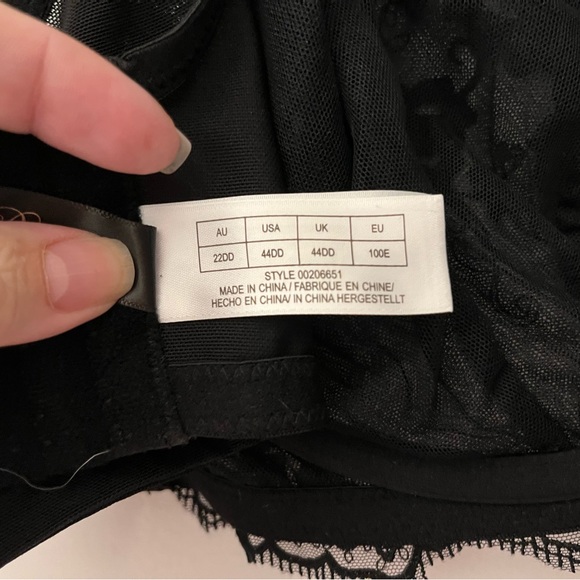 AU USA UK EU
22DD 44DD 44DD 100E
STYLE 00206651
MADE IN CHINA / FABRIQUE EN CHINE/
HECHO EN CHINA/ IN CHINA HERGESTELLT